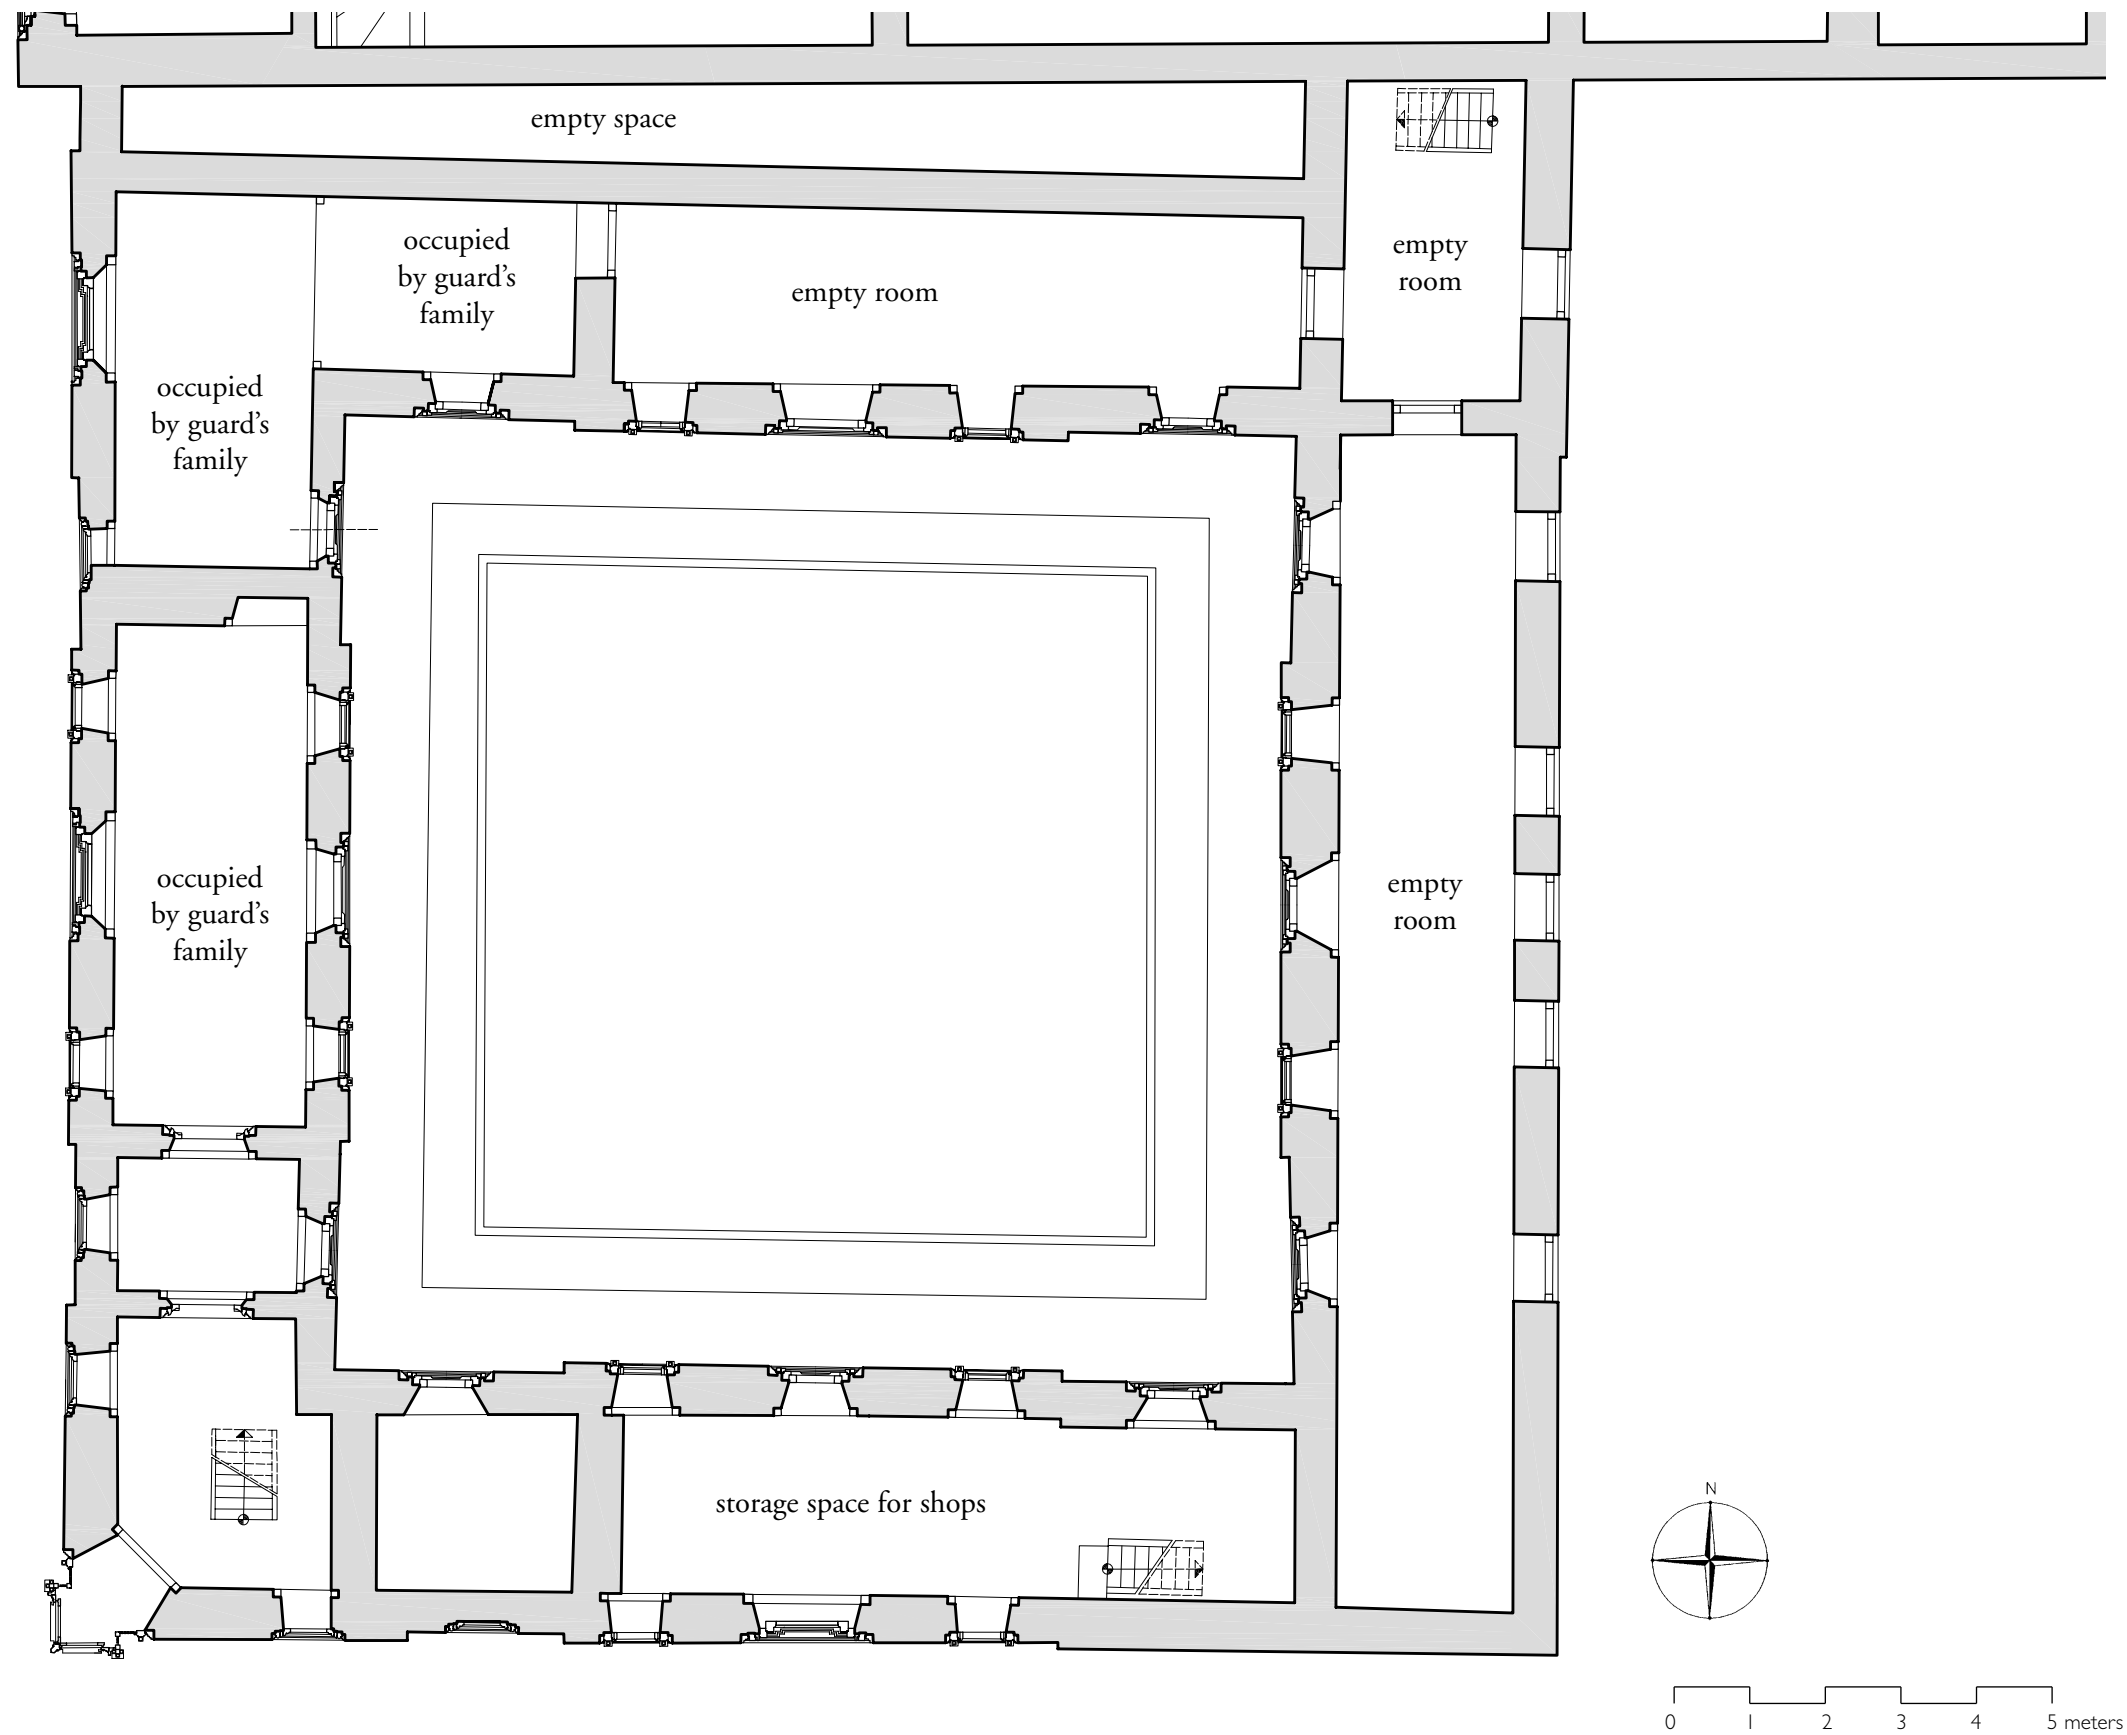 empty space
occupied
by guard's
family
empty room
empty
room
occupied
by guard's
family
occupied
by guard's
family
empty
room
storage space for shops
N
0 1 2 3 4 5 meters